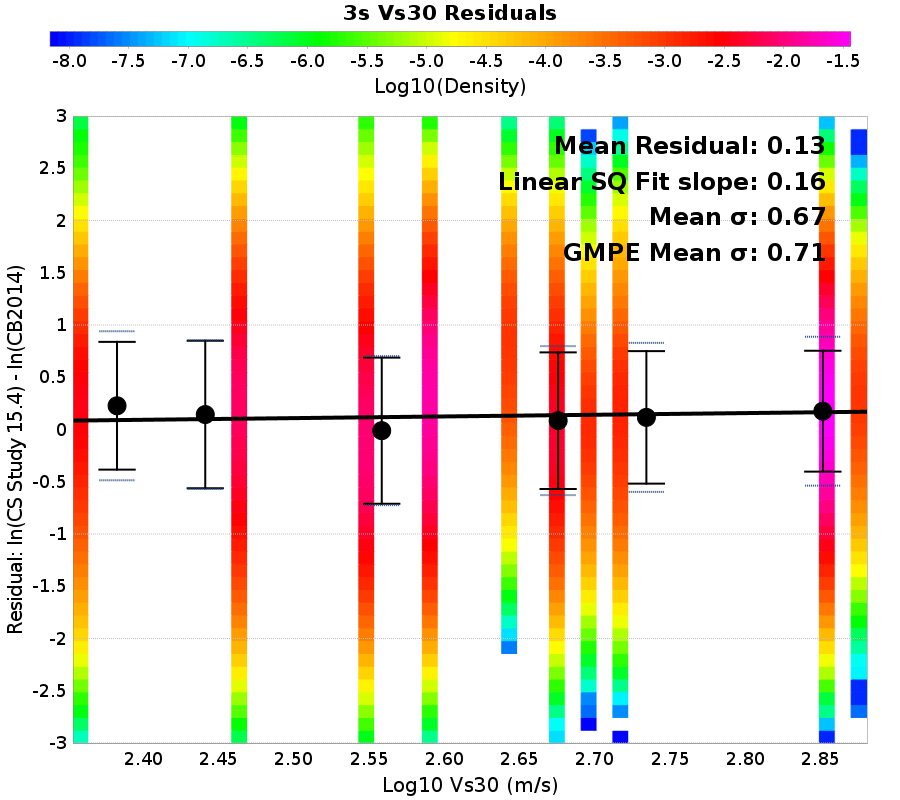 3s Vs30 Residuals
-8.0 -7.5 -7.0 -6.5 -6.0 -5.5 -5.0 -4.5 -4.0 -3.5 -3.0 -2.5 -2.0 -1.5
Log10(Density)
Mean Residual: 0.13
Linear SQ Fit slope: 0.16
Mean σ: 0.67
GMPE Mean σ: 0.71
Residual: ln(CS Study 15.4) - ln(CB2014)
3
2.5
2
1.5
1
0.5
0
-0.5
-1
-1.5
-2
-2.5
-3
2.40 2.45 2.50 2.55 2.60 2.65 2.70 2.75 2.80 2.85
Log10 Vs30 (m/s)